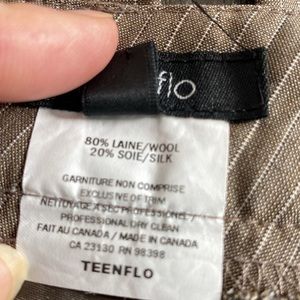 flo
80% LAINE/WOOL
20% SOIE/SILK
GARNITURE NON COMPRISE
EXCLUSIVE OF TRIM
NETTOYAGE A SEC PROFESSIONNEL/
PROFESSIONAL DRY CLEAN
FAIT AU CANADA / MADE IN CANADA
CA 23130 RN 98398
TEENFLO